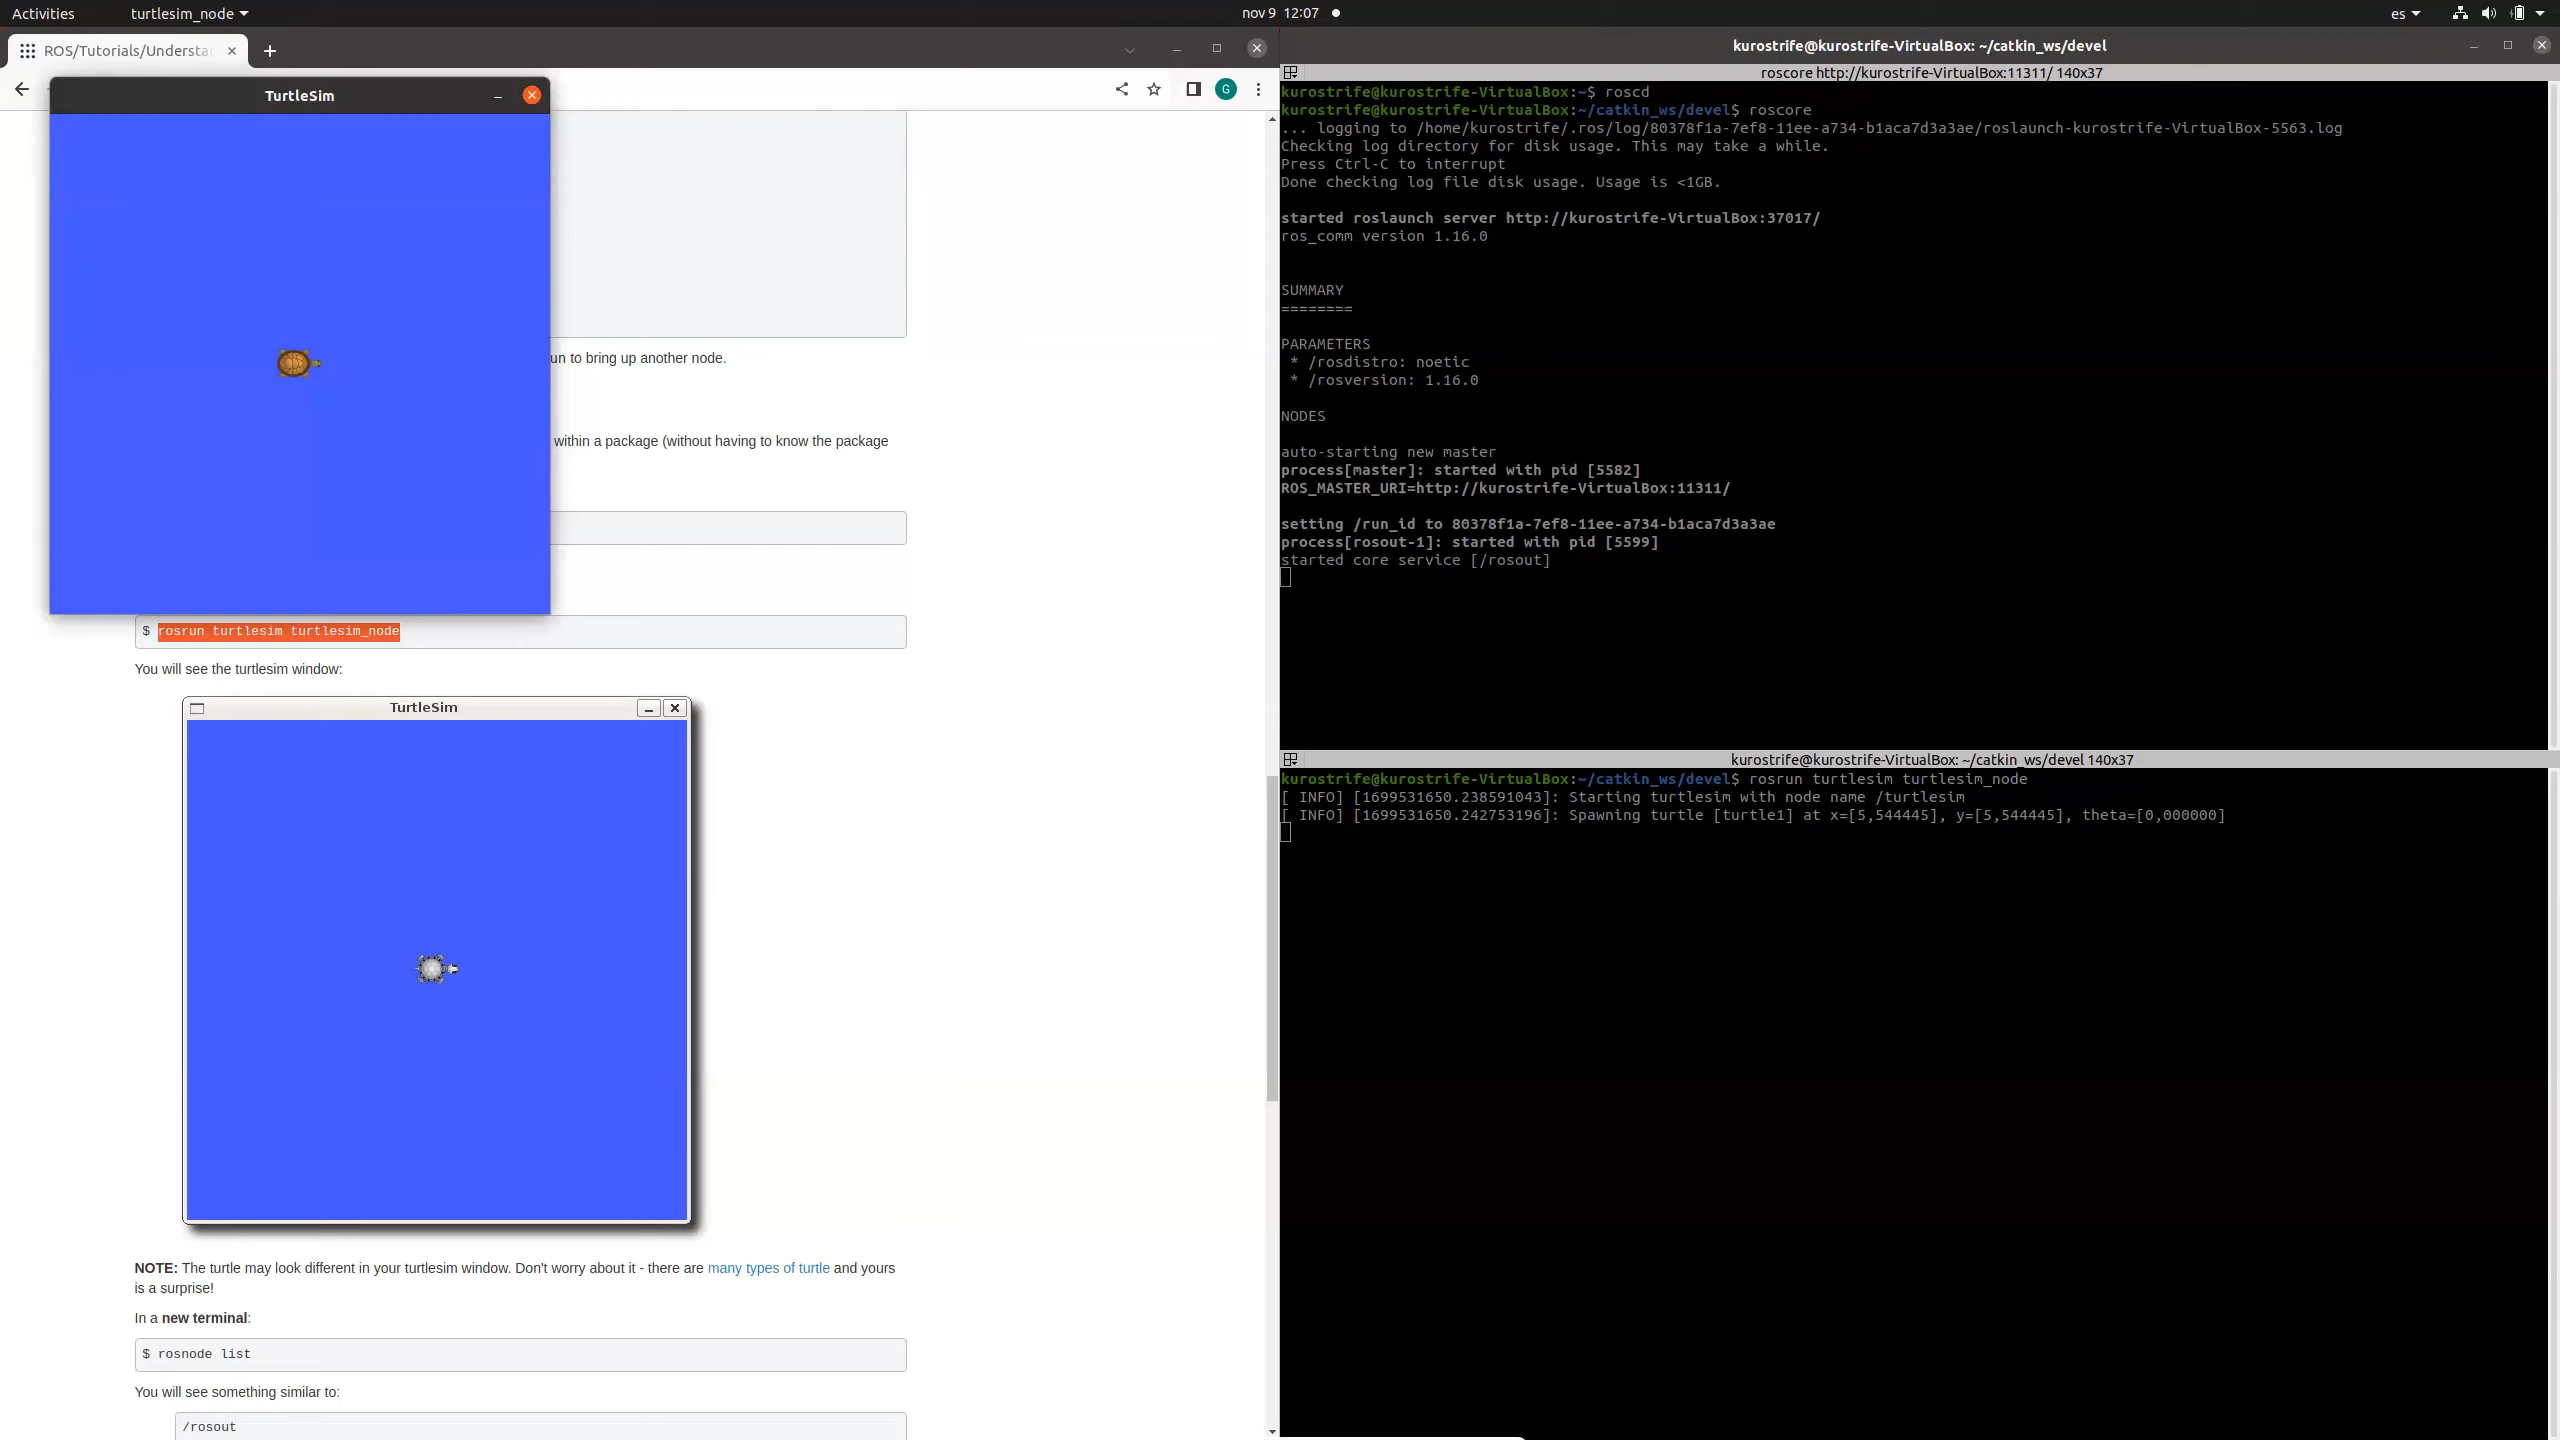 Activities
turtlesim_node
nov 9 12:07
es
ROS/Tutorials/Understa
G
TurtleSim
un to bring up another node.
within a package (without having to know the package
$ rosrun turtlesim turtlesim_node
You will see the turtlesim window:
TurtleSim
NOTE: The turtle may look different in your turtlesim window. Don't worry about it - there are many types of turtle and yours
is a surprise!
In a new terminal:
$ rosnode list
You will see something similar to:
/rosout
kurostrife@kurostrife-VirtualBox: ~/catkin_ws/devel
roscore http://kurostrife-VirtualBox:11311/ 140x37
kurostrife@kurostrife-VirtualBox:~$ roscd
kurostrife@kurostrife-VirtualBox:~/catkin_ws/devel$ roscore
... logging to /home/kurostrife/.ros/log/80378f1a-7ef8-11ee-a734-b1aca7d3a3ae/roslaunch-kurostrife-VirtualBox-5563.log
Checking log directory for disk usage. This may take a while.
Press Ctrl-C to interrupt
Done checking log file disk usage. Usage is <1GB.
started roslaunch server http://kurostrife-VirtualBox:37017/
ros_comm version 1.16.0
SUMMARY
========
PARAMETERS
* /rosdistro: noetic
* /rosversion: 1.16.0
NODES
auto-starting new master
process[master]: started with pid [5582]
ROS_MASTER_URI=http://kurostrife-VirtualBox:11311/
setting /run_id to 80378f1a-7ef8-11ee-a734-b1aca7d3a3ae
process[rosout-1]: started with pid [5599]
started core service [/rosout]
kurostrife@kurostrife-VirtualBox: ~/catkin_ws/devel 140x37
kurostrife@kurostrife-VirtualBox:~/catkin_ws/devel$ rosrun turtlesim turtlesim_node
[ INFO] [1699531650.238591043]: Starting turtlesim with node name /turtlesim
[ INFO] [1699531650.242753196]: Spawning turtle [turtle1] at x=[5,544445], y=[5,544445], theta=[0,000000]